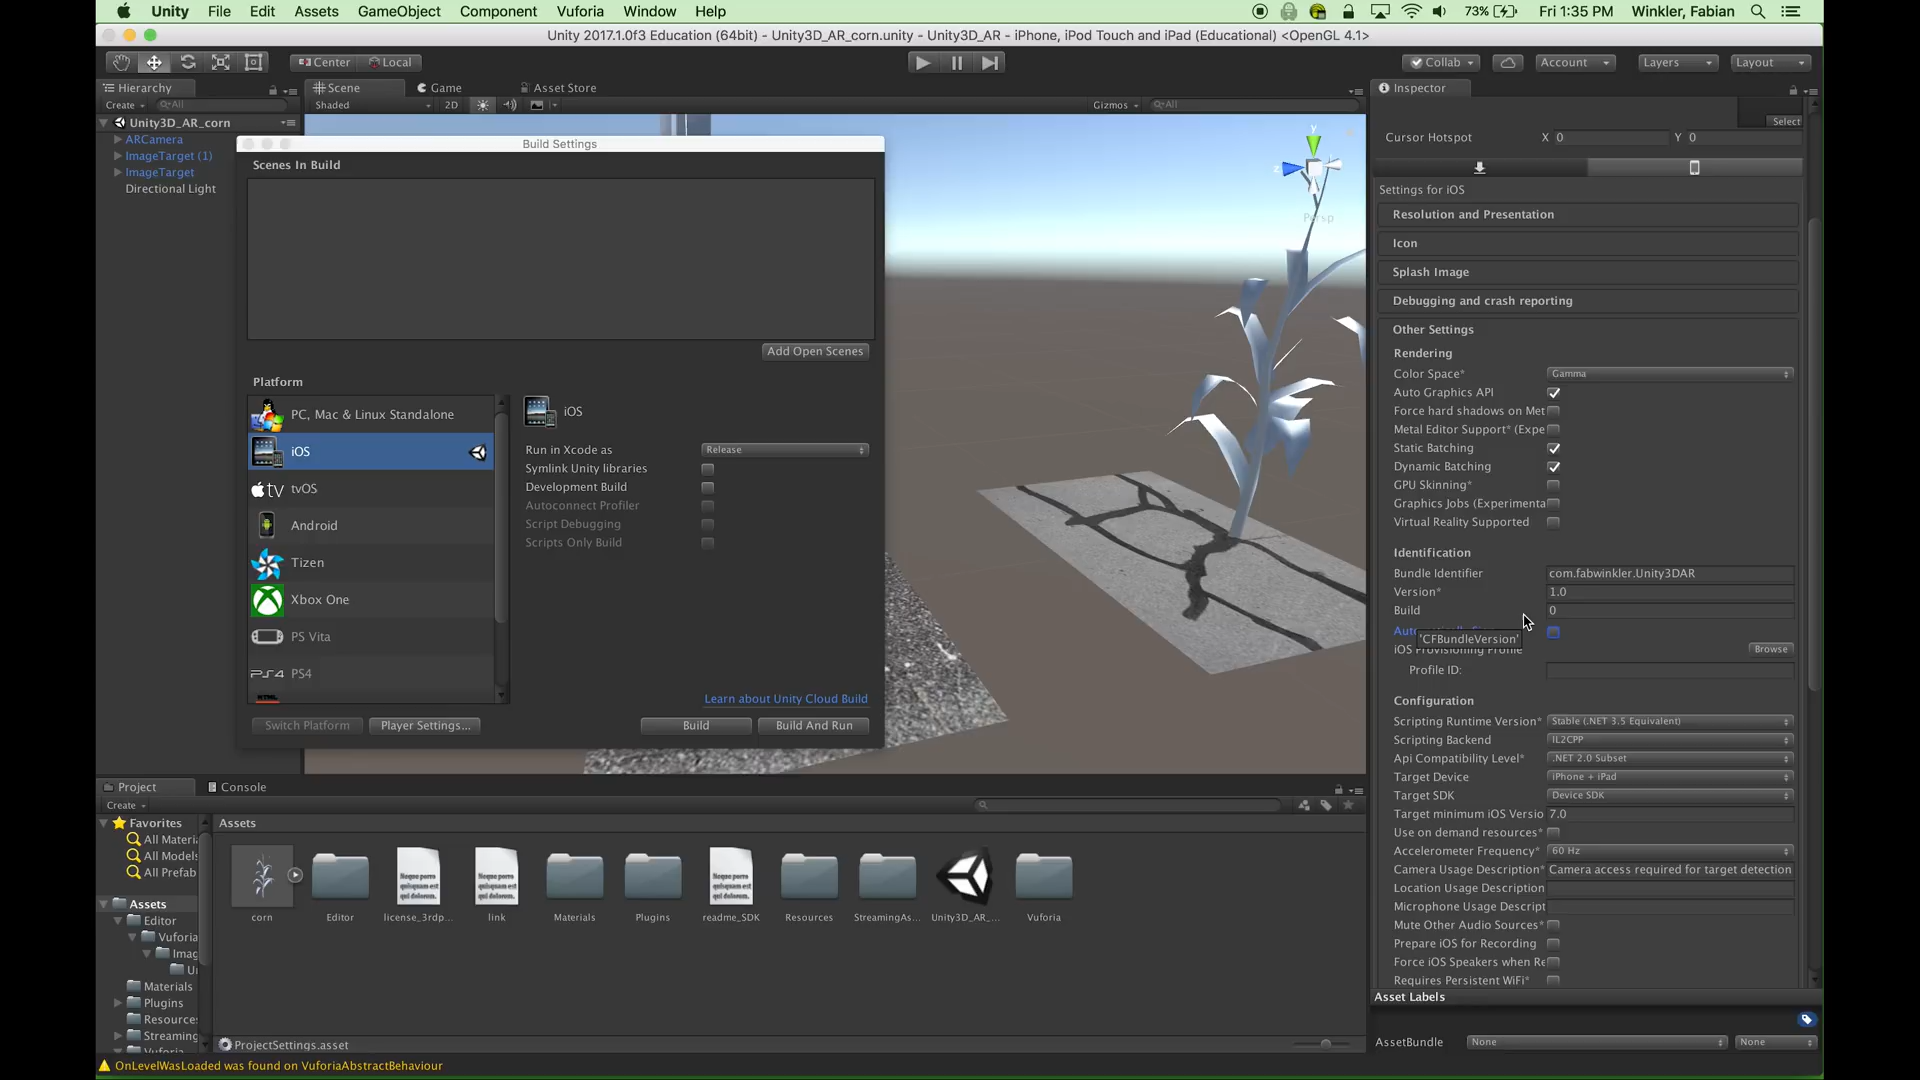 Unity File Edit Assets GameObject Component Vuforia Window Help
73% Fri 1:35 PM Winkler, Fabian
Unity 2017.1.0f3 Education (64bit) - Unity3D_AR_corn.unity - Unity3D_AR - iPhone, iPod Touch and iPad (Educational) <OpenGL 4.1>
Center Local
Collab Account Layers Layout
Hierarchy
Create All
Unity3D_AR_corn
ARCamera
ImageTarget (1)
ImageTarget
Directional Light
Scene Game Asset Store
Shaded 2D Gizmos All
y
z
Persp
Build Settings
Scenes In Build
Add Open Scenes
Platform
PC, Mac & Linux Standalone
iOS
tv tvOS
Android
Tizen
Xbox One
PS Vita
PS4 PS4
HTML
iOS
Run in Xcode as Release
Symlink Unity libraries
Development Build
Autoconnect Profiler
Script Debugging
Scripts Only Build
Learn about Unity Cloud Build
Switch Platform Player Settings... Build Build And Run
Inspector
Select
Cursor Hotspot X 0 Y 0
Settings for iOS
Resolution and Presentation
Icon
Splash Image
Debugging and crash reporting
Other Settings
Rendering
Color Space* Gamma
Auto Graphics API
Force hard shadows on Met
Metal Editor Support* (Expe
Static Batching
Dynamic Batching
GPU Skinning*
Graphics Jobs (Experimenta
Virtual Reality Supported
Identification
Bundle Identifier com.fabwinkler.Unity3DAR
Version* 1.0
Build 0
'CFBundleVersion'
iOS Provisioning Profile Browse
Profile ID:
Configuration
Scripting Runtime Version* Stable (.NET 3.5 Equivalent)
Scripting Backend IL2CPP
Api Compatibility Level* .NET 2.0 Subset
Target Device iPhone + iPad
Target SDK Device SDK
Target minimum iOS Versio 7.0
Use on demand resources*
Accelerometer Frequency* 60 Hz
Camera Usage Description* Camera access required for target detection
Location Usage Description
Microphone Usage Descript
Mute Other Audio Sources*
Prepare iOS for Recording
Force iOS Speakers when Re
Requires Persistent WiFi*
Asset Labels
AssetBundle None None
Project Console
Create
Favorites
All Materi
All Models
All Prefab
Assets
Editor
Vuforia
Imag
Materials
Plugins
Resources
Streaming
Vuforia
Assets
corn Editor license_3rdp... link Materials Plugins readme_SDK Resources StreamingAs... Unity3D_AR_... Vuforia
ProjectSettings.asset
OnLevelWasLoaded was found on VuforiaAbstractBehaviour